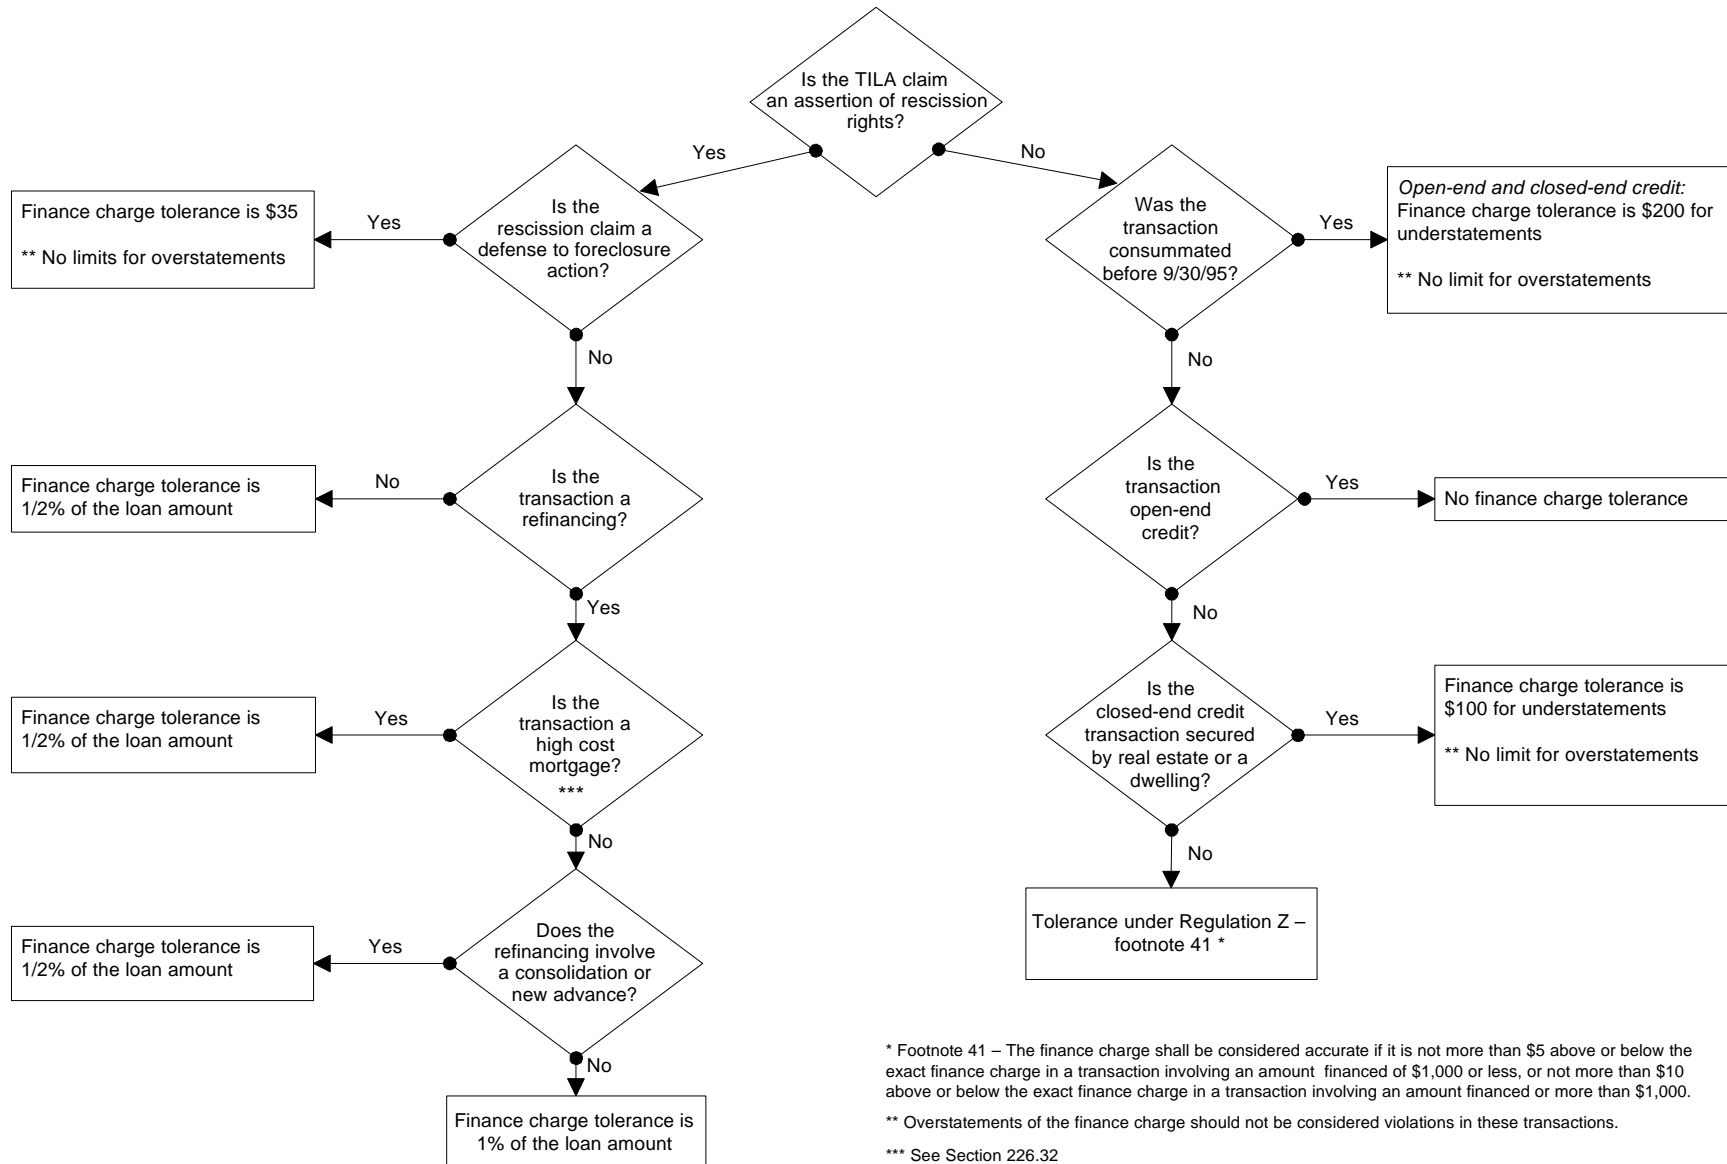 Is the TILA claim
an assertion of rescission
rights?
Yes
No
Is the
rescission claim a
defense to foreclosure
action?
Yes
Finance charge tolerance is $35
** No limits for overstatements
No
Was the
transaction
consummated
before 9/30/95?
Yes
Open-end and closed-end credit:
Finance charge tolerance is $200 for
understatements
** No limit for overstatements
No
Is the
transaction a
refinancing?
No
Finance charge tolerance is
1/2% of the loan amount
Yes
Is the
transaction
open-end
credit?
Yes
No finance charge tolerance
No
Is the
transaction a
high cost
mortgage?
***
Yes
Finance charge tolerance is
1/2% of the loan amount
No
Is the
closed-end credit
transaction secured
by real estate or a
dwelling?
Yes
Finance charge tolerance is
$100 for understatements
** No limit for overstatements
No
Does the
refinancing involve
a consolidation or
new advance?
Yes
Finance charge tolerance is
1/2% of the loan amount
No
Finance charge tolerance is
1% of the loan amount
Tolerance under Regulation Z –
footnote 41 *
* Footnote 41 – The finance charge shall be considered accurate if it is not more than $5 above or below the
exact finance charge in a transaction involving an amount financed of $1,000 or less, or not more than $10
above or below the exact finance charge in a transaction involving an amount financed or more than $1,000.
** Overstatements of the finance charge should not be considered violations in these transactions.
*** See Section 226.32